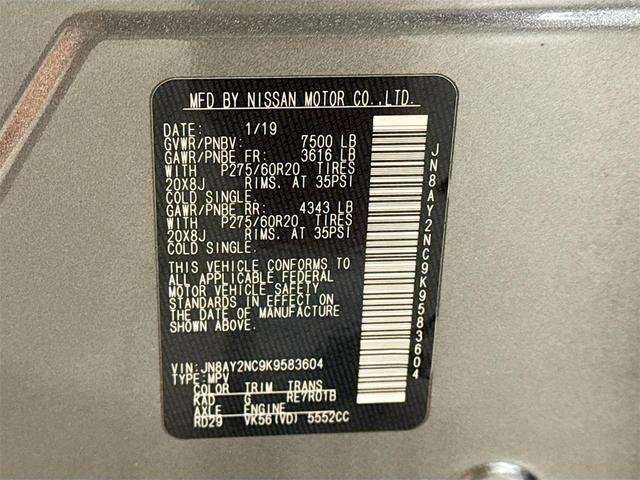 MFD BY NISSAN MOTOR CO.,LTD.
DATE: 1/19
GVWR/PNBV: 7500 LB
GAWR/PNBE FR: 3616 LB
WITH P275/60R20 TIRES
20X8J RIMS. AT 35PSI
COLD SINGLE.
GAWR/PNBE RR: 4343 LB
WITH P275/60R20 TIRES
20X8J RIMS. AT 35PSI
COLD SINGLE.
THIS VEHICLE CONFORMS TO
ALL APPLICABLE FEDERAL
MOTOR VEHICLE SAFETY
STANDARDS IN EFFECT ON
THE DATE OF MANUFACTURE
SHOWN ABOVE.
VIN: JN8AY2NC9K9583604
TYPE: MPV
COLOR TRIM TRANS
KAD G RE7R01B
AXLE ENGINE
RD29 VK56(VD) 5552CC
JN8AY2NC9K9583604